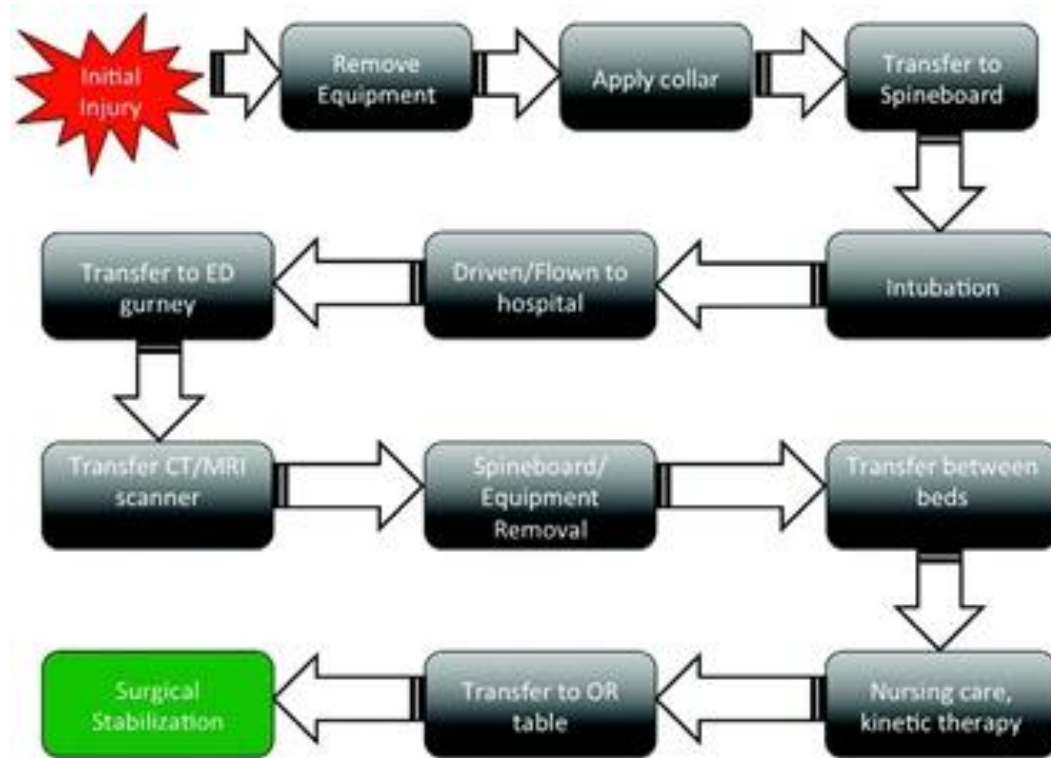 Initial
Injury
Remove
Equipment
Apply collar
Transfer to
Spineboard
Intubation
Driven/Flown to
hospital
Transfer to ED
gurney
Transfer CT/MRI
scanner
Spineboard/
Equipment
Removal
Transfer between
beds
Nursing care,
kinetic therapy
Transfer to OR
table
Surgical
Stabilization